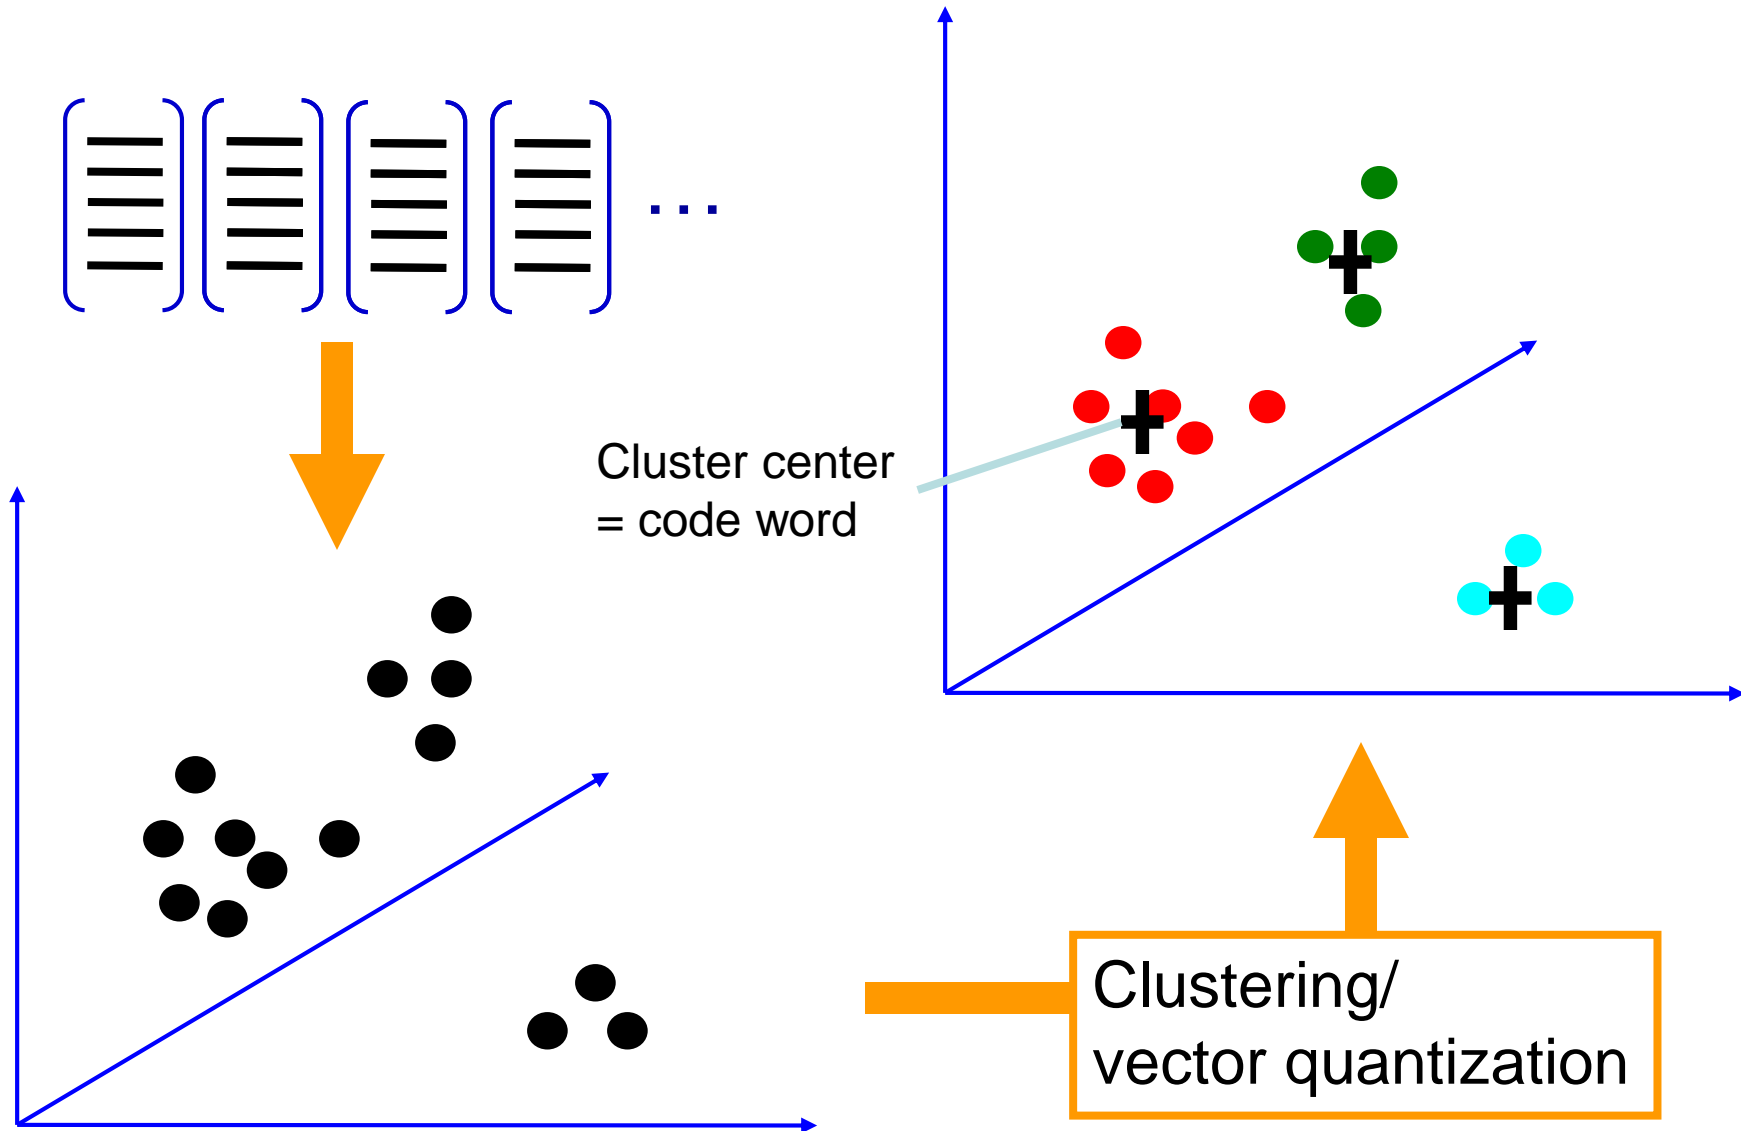 ...
Cluster center
= code word
Clustering/
vector quantization